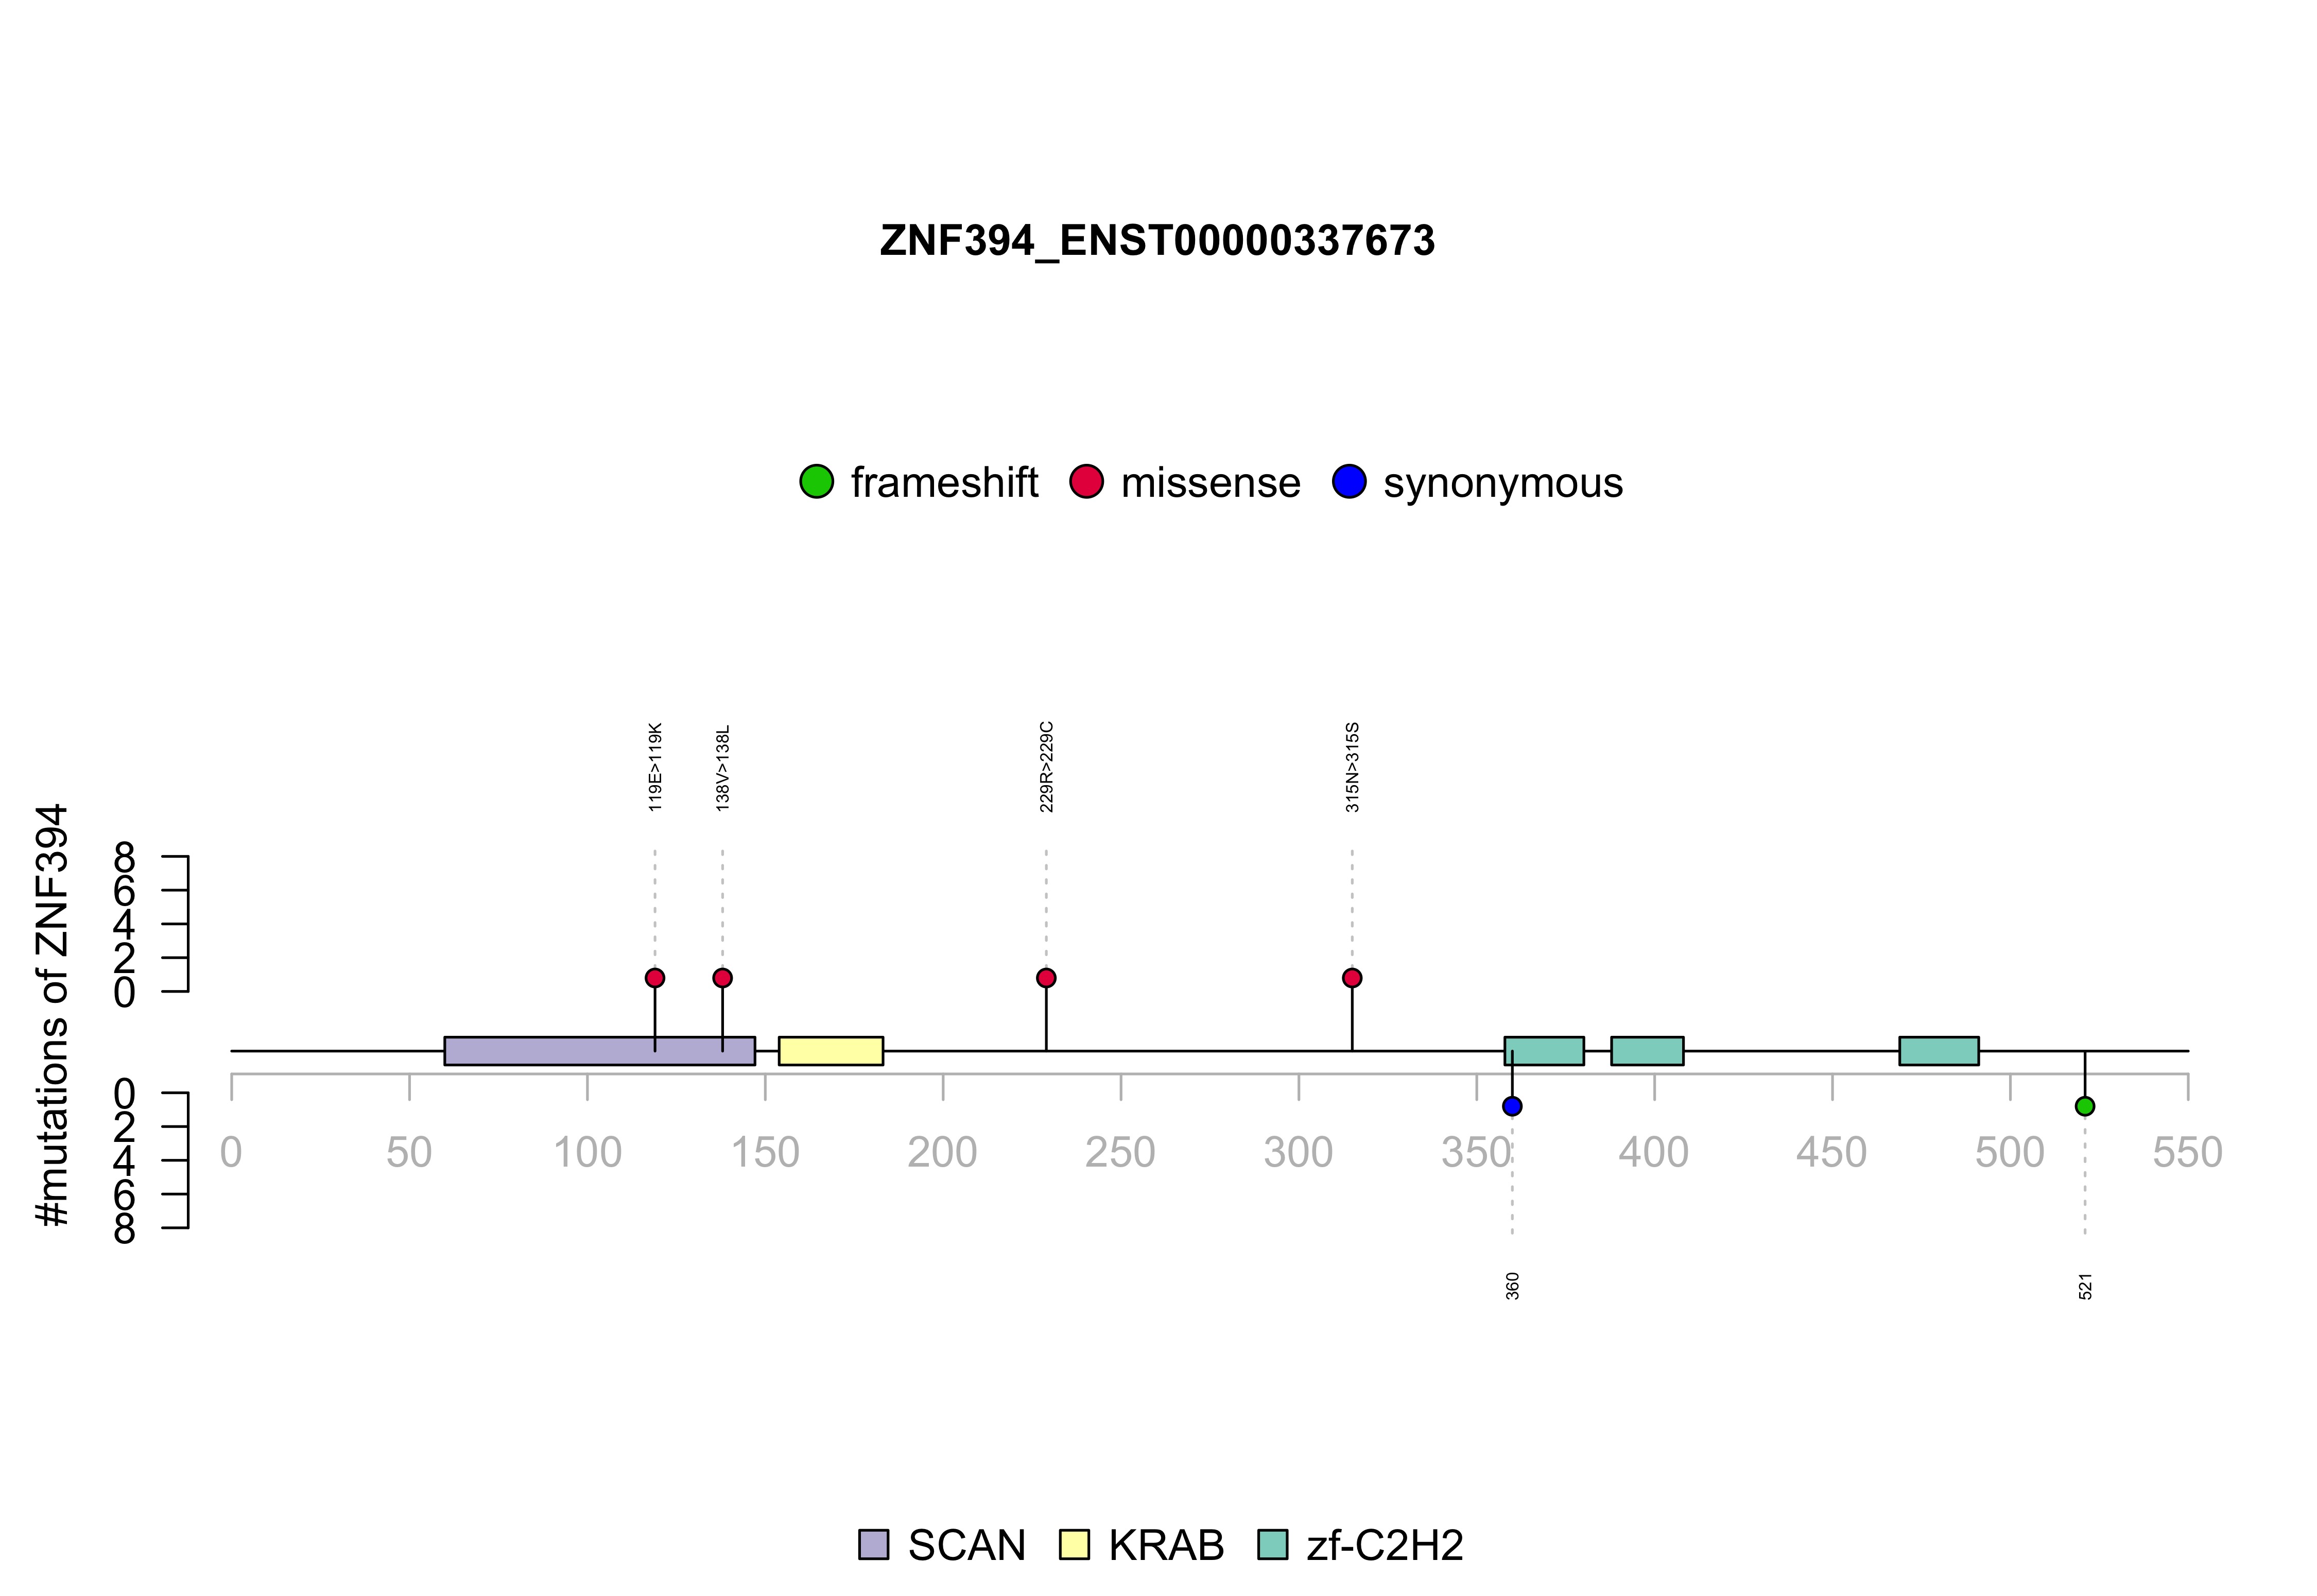 ZNF394_ENST00000337673
frameshift missense synonymous
119E>119K 138V>138L 229R>229C 315N>315S
#mutations of ZNF394
8
6
4
2
0
0
2
4
6
8
0 50 100 150 200 250 300 350 400 450 500 550
360 521
SCAN KRAB zf-C2H2